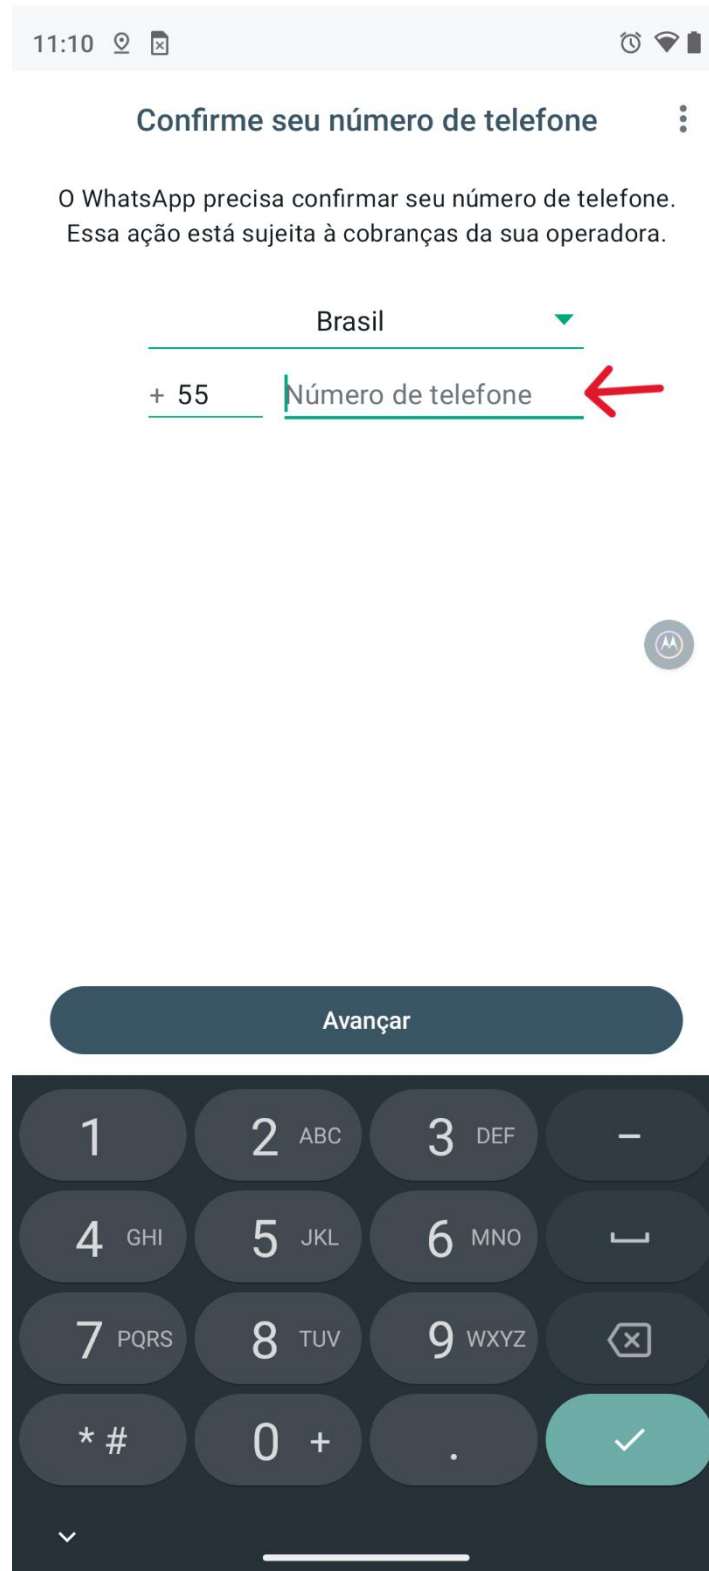 11:10
Confirme seu número de telefone
O WhatsApp precisa confirmar seu número de telefone.
Essa ação está sujeita à cobranças da sua operadora.
Brasil
+ 55 Número de telefone
Avançar
1 2 ABC 3 DEF –
4 GHI 5 JKL 6 MNO
7 PQRS 8 TUV 9 WXYZ
* # 0 + .